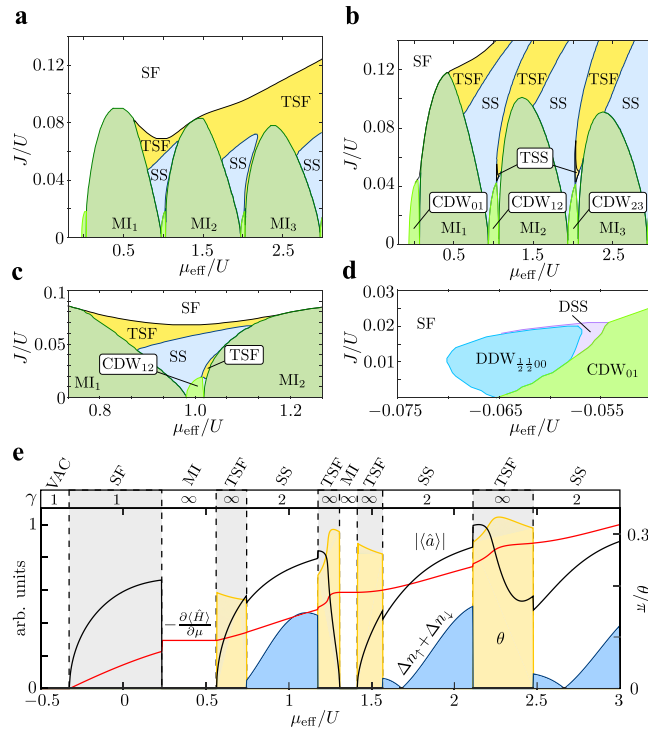 a
J/U
0.12
0.08
0.04
0
SF
TSF
TSF
SS
SS
SS
MI₁
MI₂
MI₃
0.5
1.5
2.5
μeff/U
b
J/U
0.12
0.08
0.04
0
SF
TSF
TSF
TSF
SS
SS
SS
TSS
CDW₀₁
CDW₁₂
CDW₂₃
MI₁
MI₂
MI₃
0.5
1.5
2.5
μeff/U
c
J/U
0.1
0.05
0
SF
TSF
SS
TSF
CDW₁₂
MI₁
MI₂
0.8
1.0
1.2
μeff/U
d
J/U
0.03
0.02
0.01
0
SF
DSS
DDW½½00
CDW₀₁
−0.075
−0.065
−0.055
μeff/U
e
VAC SF MI TSF SS TSF MI TSF SS TSF SS
γ 1 1 ∞ ∞ 2 ∞ ∞ ∞ 2 ∞ 2
arb. units
1
0
−∂⟨Ĥ⟩/∂μ
|⟨â⟩|
Δn↑+Δn↓
θ
0.3
0
θ/π
−0.5 0 0.5 1 1.5 2 2.5 3
μeff/U